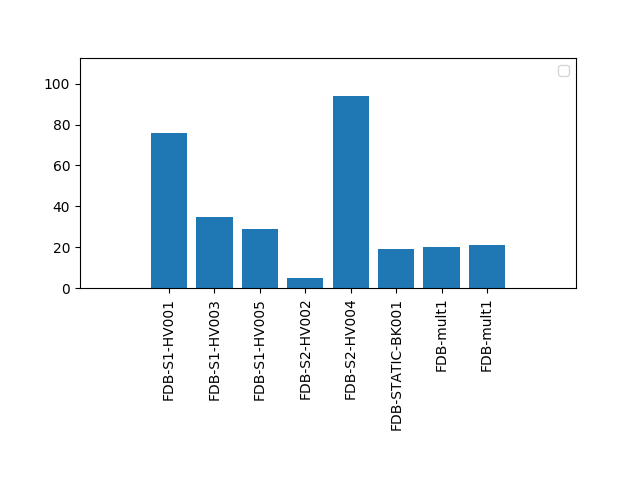 100
80
60
40
20
0
FDB-S1-HV001
FDB-S1-HV003
FDB-S1-HV005
FDB-S2-HV002
FDB-S2-HV004
FDB-STATIC-BK001
FDB-mult1
FDB-mult1